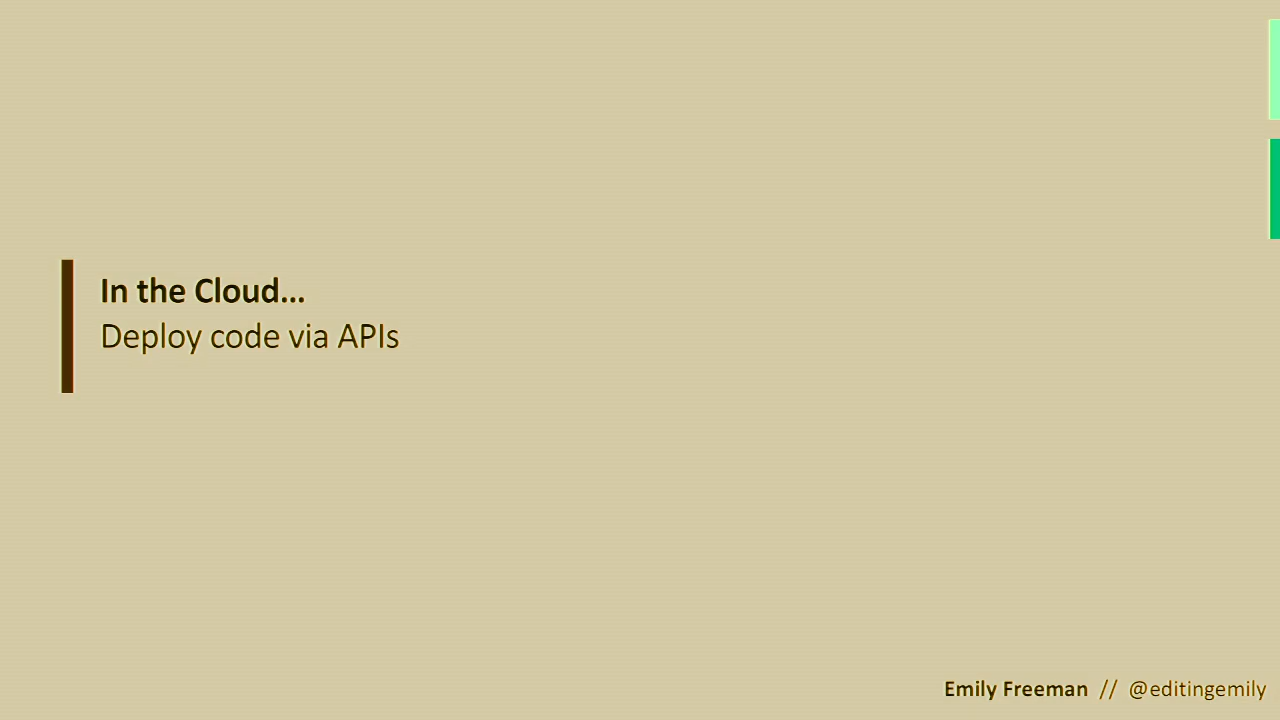 In the Cloud...
Deploy code via APIs
Emily Freeman // @editingemily